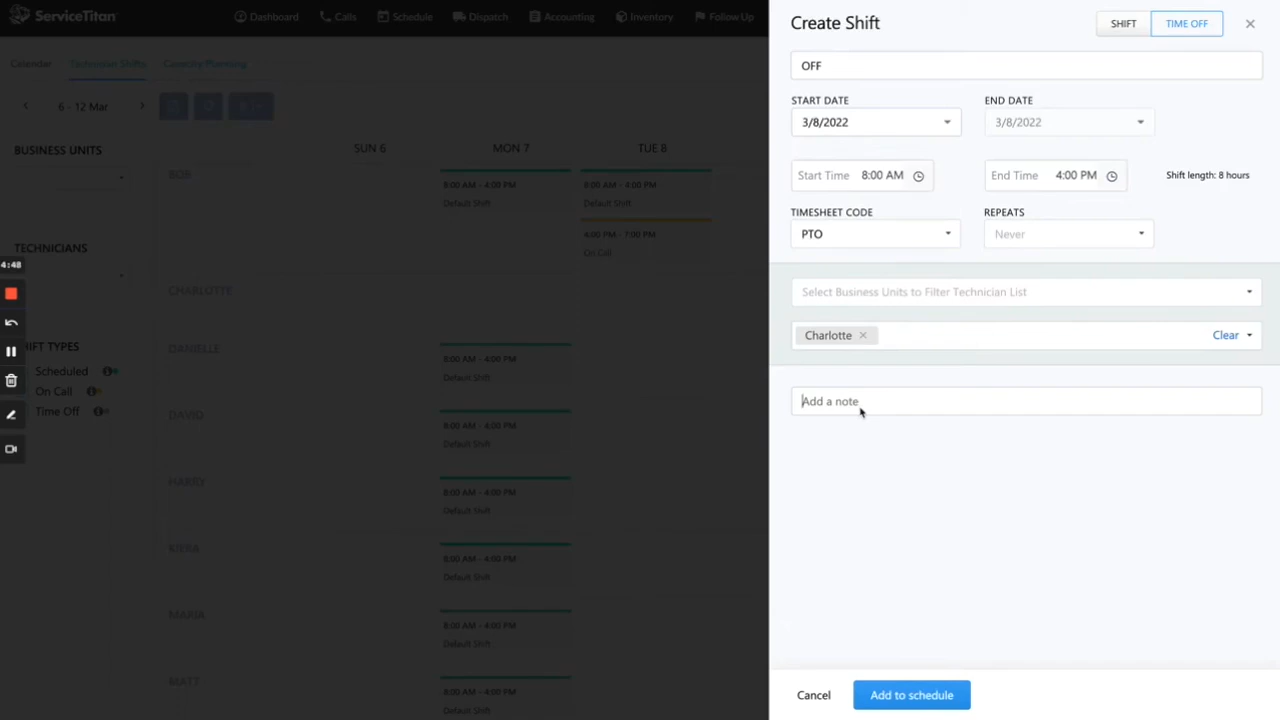 ServiceTitan
Dashboard
Calls
Schedule
Dispatch
Accounting
Inventory
Follow Up
Calendar
Technician Shifts
Capacity Planning
6 - 12 Mar
BUSINESS UNITS
TECHNICIANS
4:48
SHIFT TYPES
Scheduled
On Call
Time Off
SUN 6
MON 7
TUE 8
BOB
8:00 AM - 4:00 PM
Default Shift
8:00 AM - 4:00 PM
Default Shift
4:00 PM - 7:00 PM
On Call
CHARLOTTE
DANIELLE
8:00 AM - 4:00 PM
Default Shift
DAVID
8:00 AM - 4:00 PM
Default Shift
8:00 AM - 4:00 PM
Default Shift
KIERA
8:00 AM - 4:00 PM
Default Shift
MARIA
8:00 AM - 4:00 PM
Default Shift
MATT
8:00 AM - 4:00 PM
Default Shift
Create Shift
SHIFT
TIME OFF
OFF
START DATE
END DATE
3/8/2022
3/8/2022
Start Time 8:00 AM
End Time 4:00 PM
Shift length: 8 hours
TIMESHEET CODE
REPEATS
PTO
Never
Select Business Units to Filter Technician List
Charlotte
Clear
Add a note
Cancel
Add to schedule